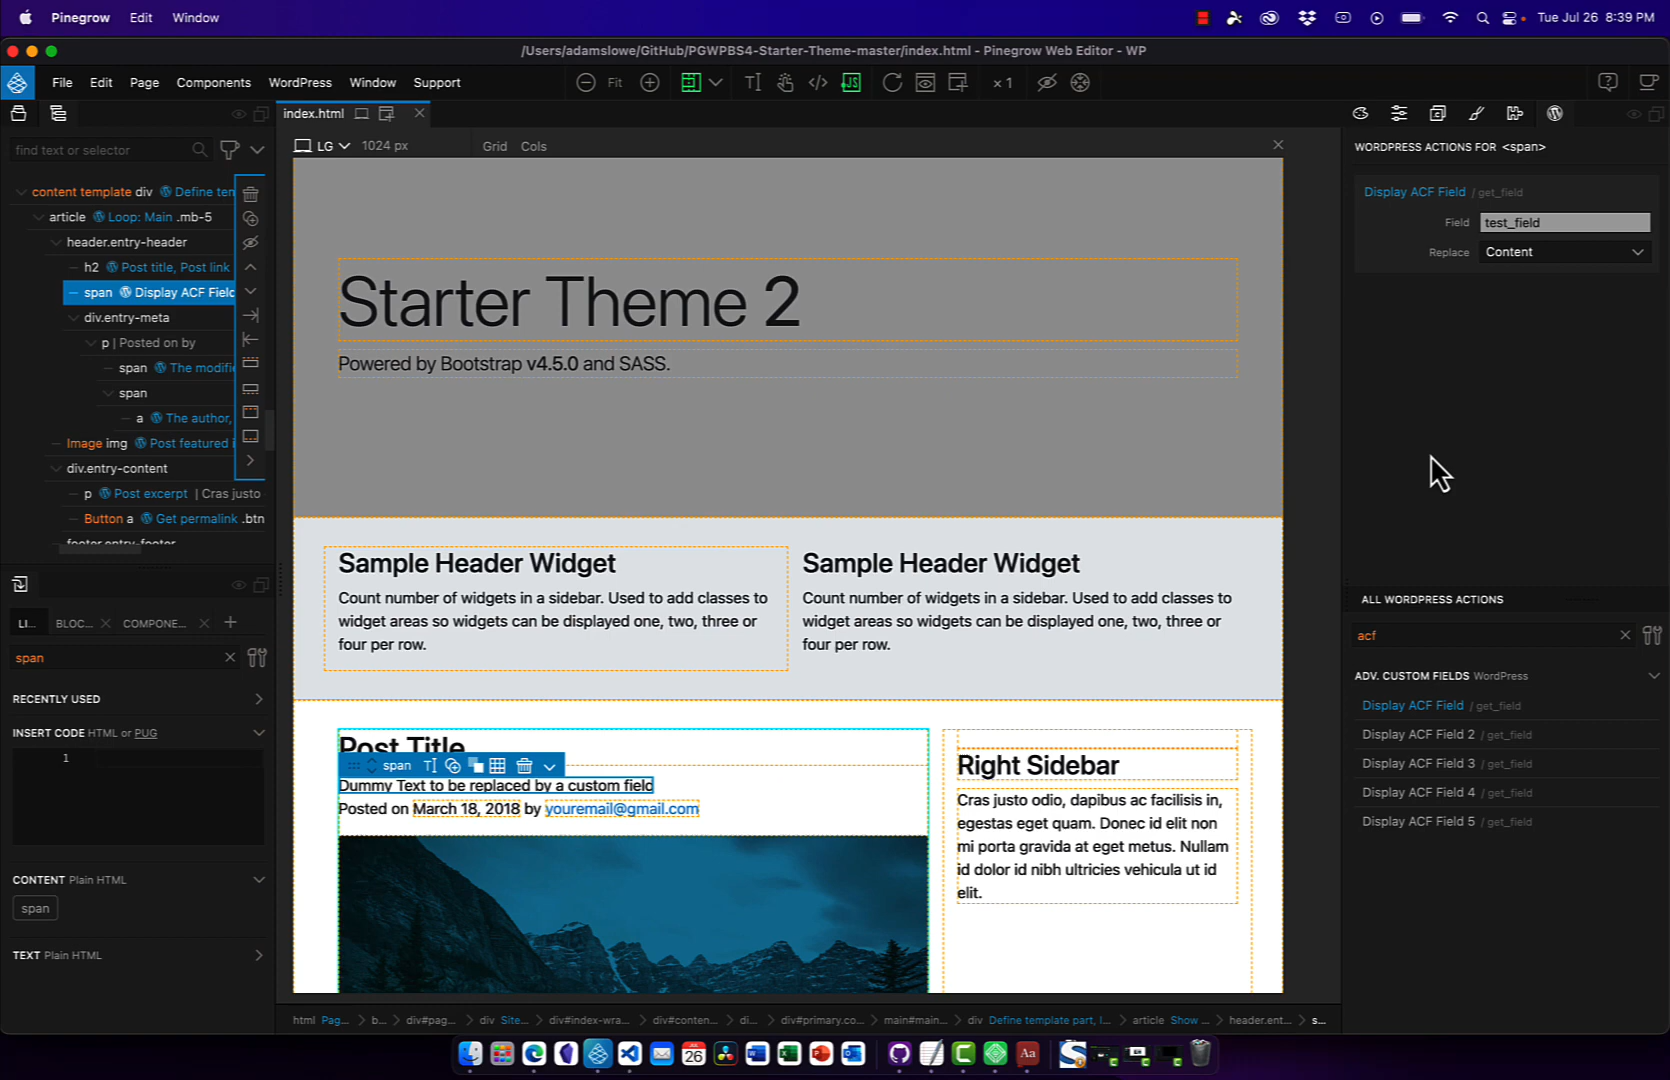 Pinegrow Edit Window Tue Jul 26 8:39 PM
/Users/adamslowe/GitHub/PGWPBS4-Starter-Theme-master/index.html - Pinegrow Web Editor - WP
File Edit Page Components WordPress Window Support Fit JS × 1
index.html
find text or selector
LG 1024 px Grid Cols
WORDPRESS ACTIONS FOR <span>
content template div Define ten
Display ACF Field / get_field
article Loop: Main .mb-5
Field test_field
header.entry-header
Replace Content
h2 Post title, Post link
span Display ACF Field
div.entry-meta
p | Posted on by
span The modifi
span
a The author,
Image img Post featured i
div.entry-content
p Post excerpt | Cras justo
Button a Get permalink .btn
footer.entry-footer
Starter Theme 2
Powered by Bootstrap v4.5.0 and SASS.
Sample Header Widget
Count number of widgets in a sidebar. Used to add classes to
widget areas so widgets can be displayed one, two, three or
four per row.
Sample Header Widget
Count number of widgets in a sidebar. Used to add classes to
widget areas so widgets can be displayed one, two, three or
four per row.
Post Title
span
Dummy Text to be replaced by a custom field
Posted on March 18, 2018 by youremail@gmail.com
Right Sidebar
Cras justo odio, dapibus ac facilisis in,
egestas eget quam. Donec id elit non
mi porta gravida at eget metus. Nullam
id dolor id nibh ultricies vehicula ut id
elit.
LI... BLOC... COMPONE... +
span
RECENTLY USED
INSERT CODE HTML or PUG
1
CONTENT Plain HTML
span
TEXT Plain HTML
ALL WORDPRESS ACTIONS
acf
ADV. CUSTOM FIELDS WordPress
Display ACF Field / get_field
Display ACF Field 2 / get_field
Display ACF Field 3 / get_field
Display ACF Field 4 / get_field
Display ACF Field 5 / get_field
html Pag... b... div#pag... div Site... div#index-wra... div#conten... di... div#primary.co... main#main... div Define template part, l... article Show ... header.ent... s...
JUL
26
Aa